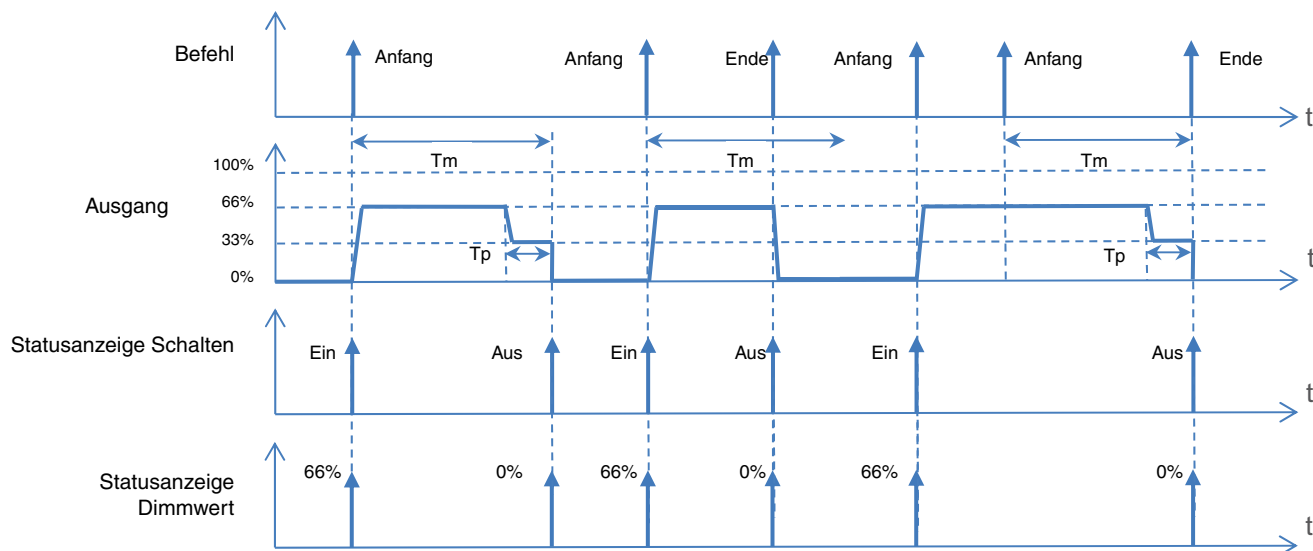 Befehl
Anfang Anfang Ende Anfang Anfang Ende
t
Tm Tm Tm
Ausgang
100%
66%
33%
0%
Tp Tp
t
Statusanzeige Schalten
Ein Aus Ein Aus Ein Aus
t
Statusanzeige
Dimmwert
66% 0% 66% 0% 66% 0%
t